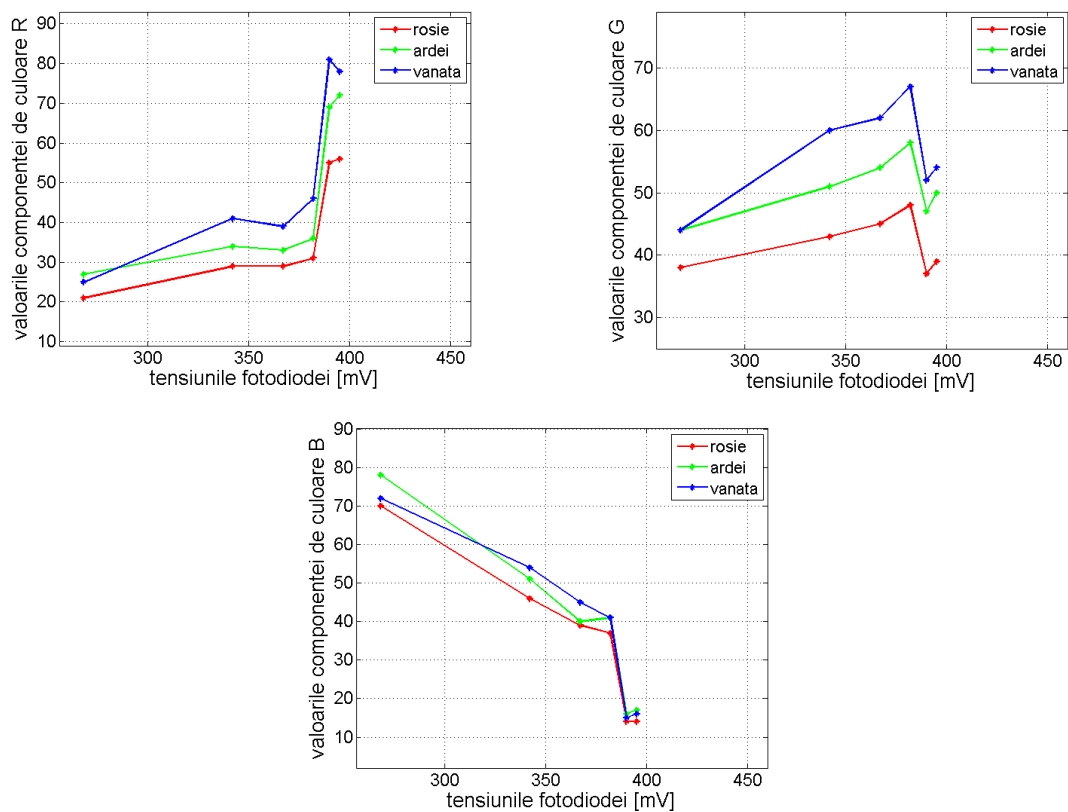 valoarile componentei de culoare R
90
80
70
60
50
40
30
20
10
300
350
400
450
tensiunile fotodiodei [mV]
rosie
ardei
vanata
valoarile componentei de culoare G
70
60
50
40
30
300
350
400
450
tensiunile fotodiodei [mV]
rosie
ardei
vanata
valoarile componentei de culoare B
90
80
70
60
50
40
30
20
10
300
350
400
450
tensiunile fotodiodei [mV]
rosie
ardei
vanata